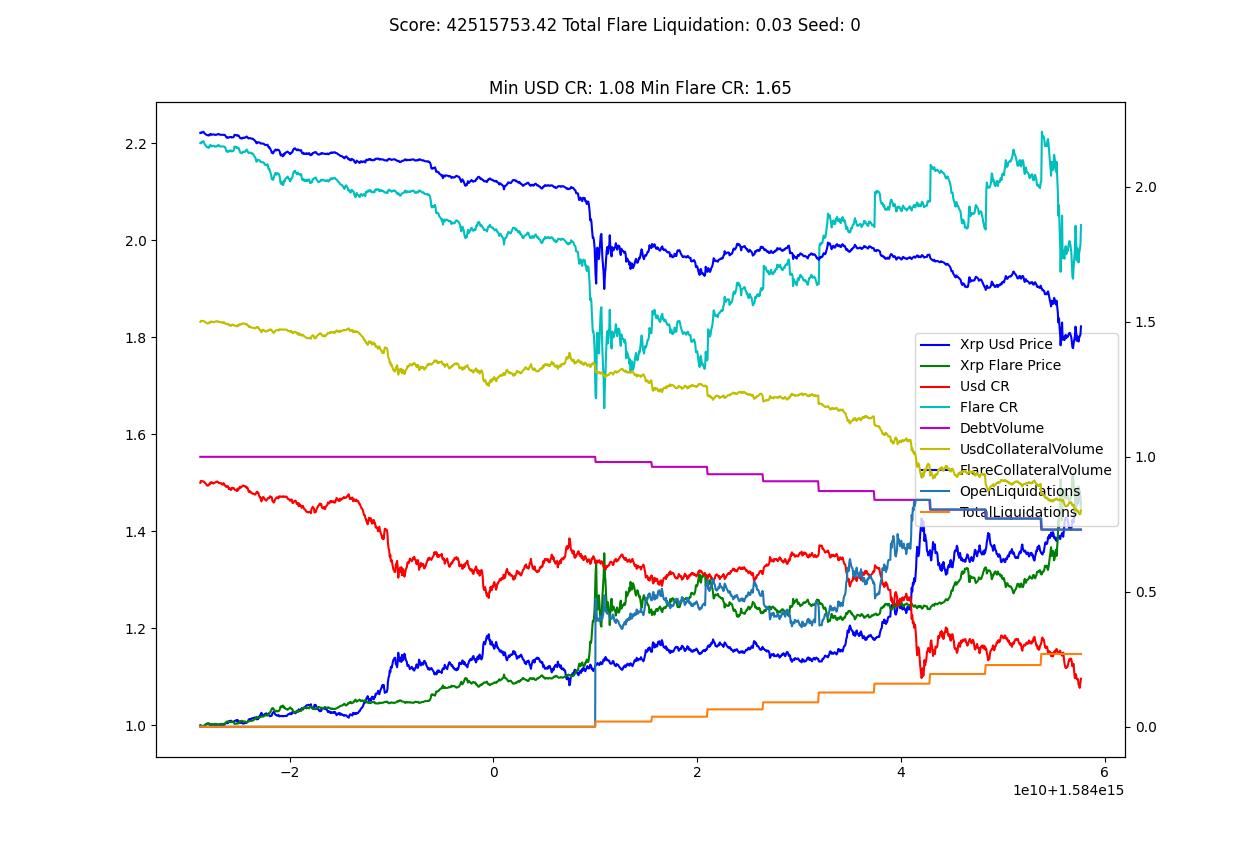 Score: 42515753.42 Total Flare Liquidation: 0.03 Seed: 0
Min USD CR: 1.08 Min Flare CR: 1.65
2.2
2.0
1.8
1.6
1.4
1.2
1.0
2.0
1.5
1.0
0.5
0.0
Xrp Usd Price
Xrp Flare Price
Usd CR
Flare CR
DebtVolume
UsdCollateralVolume
FlareCollateralVolume
OpenLiquidations
TotalLiquidations
−2
0
2
4
6
1e10+1.584e15